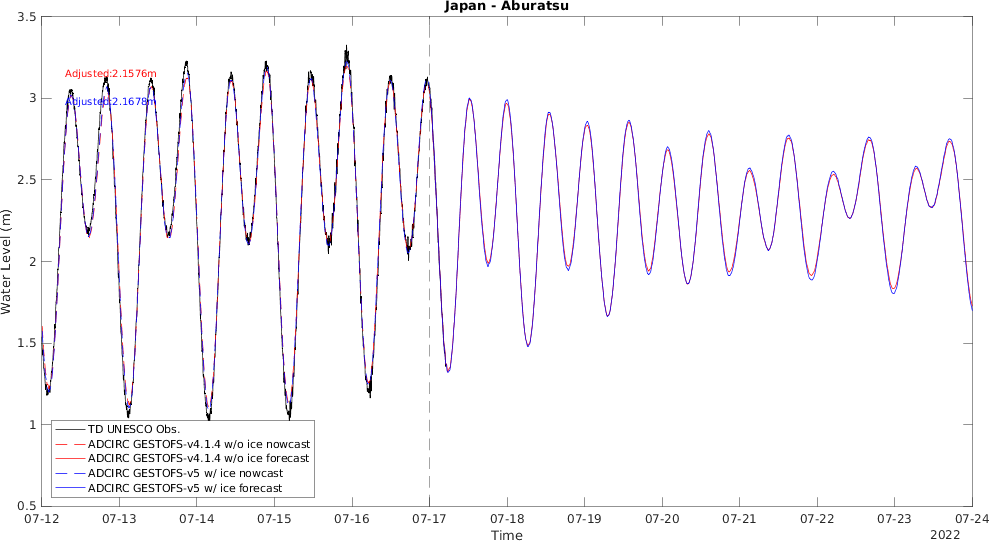 Japan - Aburatsu
3.5
3
2.5
2
1.5
1
0.5
Water Level (m)
Adjusted:2.1576m
Adjusted:2.1678m
TD UNESCO Obs.
ADCIRC GESTOFS-v4.1.4 w/o ice nowcast
ADCIRC GESTOFS-v4.1.4 w/o ice forecast
ADCIRC GESTOFS-v5 w/ ice nowcast
ADCIRC GESTOFS-v5 w/ ice forecast
07-12 07-13 07-14 07-15 07-16 07-17 07-18 07-19 07-20 07-21 07-22 07-23 07-24
Time
2022